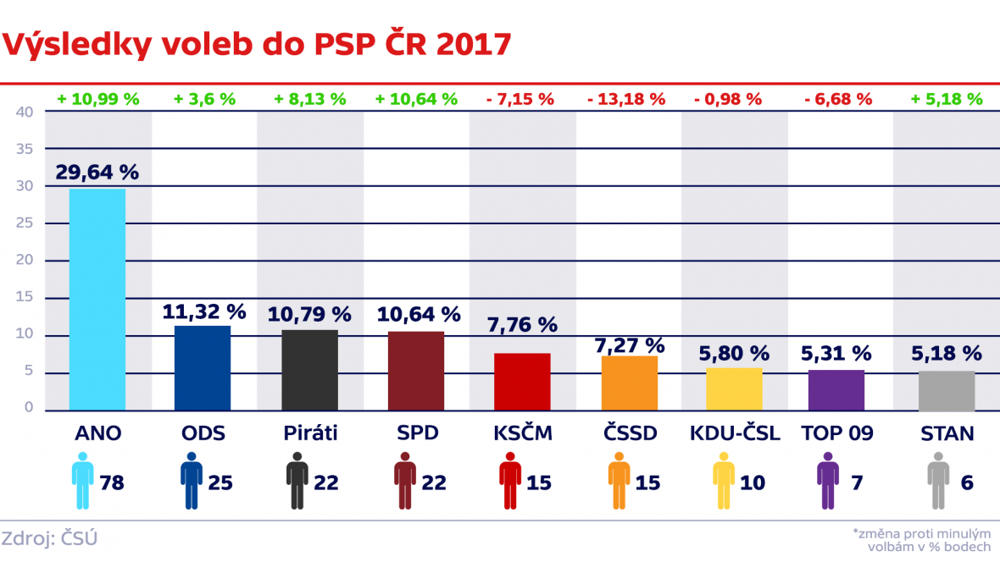 Výsledky voleb do PSP ČR 2017
+ 10,99 % + 3,6 % + 8,13 % + 10,64 % - 7,15 % - 13,18 % - 0,98 % - 6,68 % + 5,18 %
40
35
30
25
20
15
10
5
0
29,64 % 11,32 % 10,79 % 10,64 % 7,76 % 7,27 % 5,80 % 5,31 % 5,18 %
ANO ODS Piráti SPD KSČM ČSSD KDU-ČSL TOP 09 STAN
78 25 22 22 15 15 10 7 6
Zdroj: ČSÚ
*změna proti minulým
volbám v % bodech